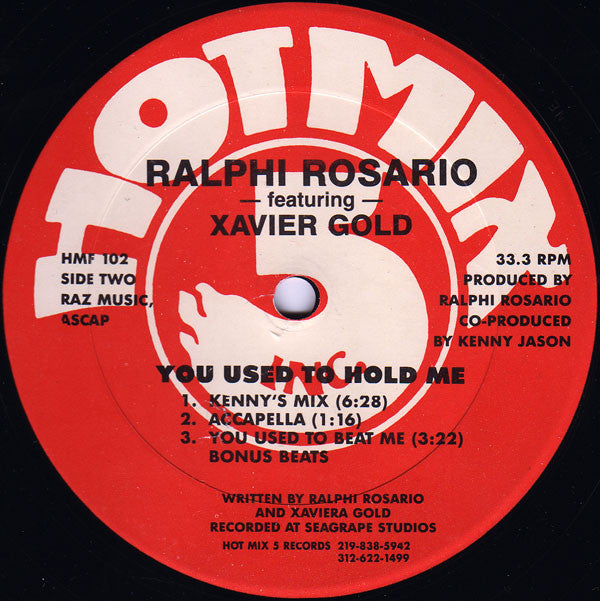 HOTMIX
5
INC.
RALPHI ROSARIO
— featuring —
XAVIER GOLD
HMF 102
SIDE TWO
RAZ MUSIC,
ASCAP
33.3 RPM
PRODUCED BY
RALPHI ROSARIO
CO-PRODUCED
BY KENNY JASON
YOU USED TO HOLD ME
1. KENNY'S MIX (6:28)
2. ACCAPELLA (1:16)
3. YOU USED TO BEAT ME (3:22)
BONUS BEATS
WRITTEN BY RALPHI ROSARIO
AND XAVIERA GOLD
RECORDED AT SEAGRAPE STUDIOS
HOT MIX 5 RECORDS 219-838-5942
312-622-1499